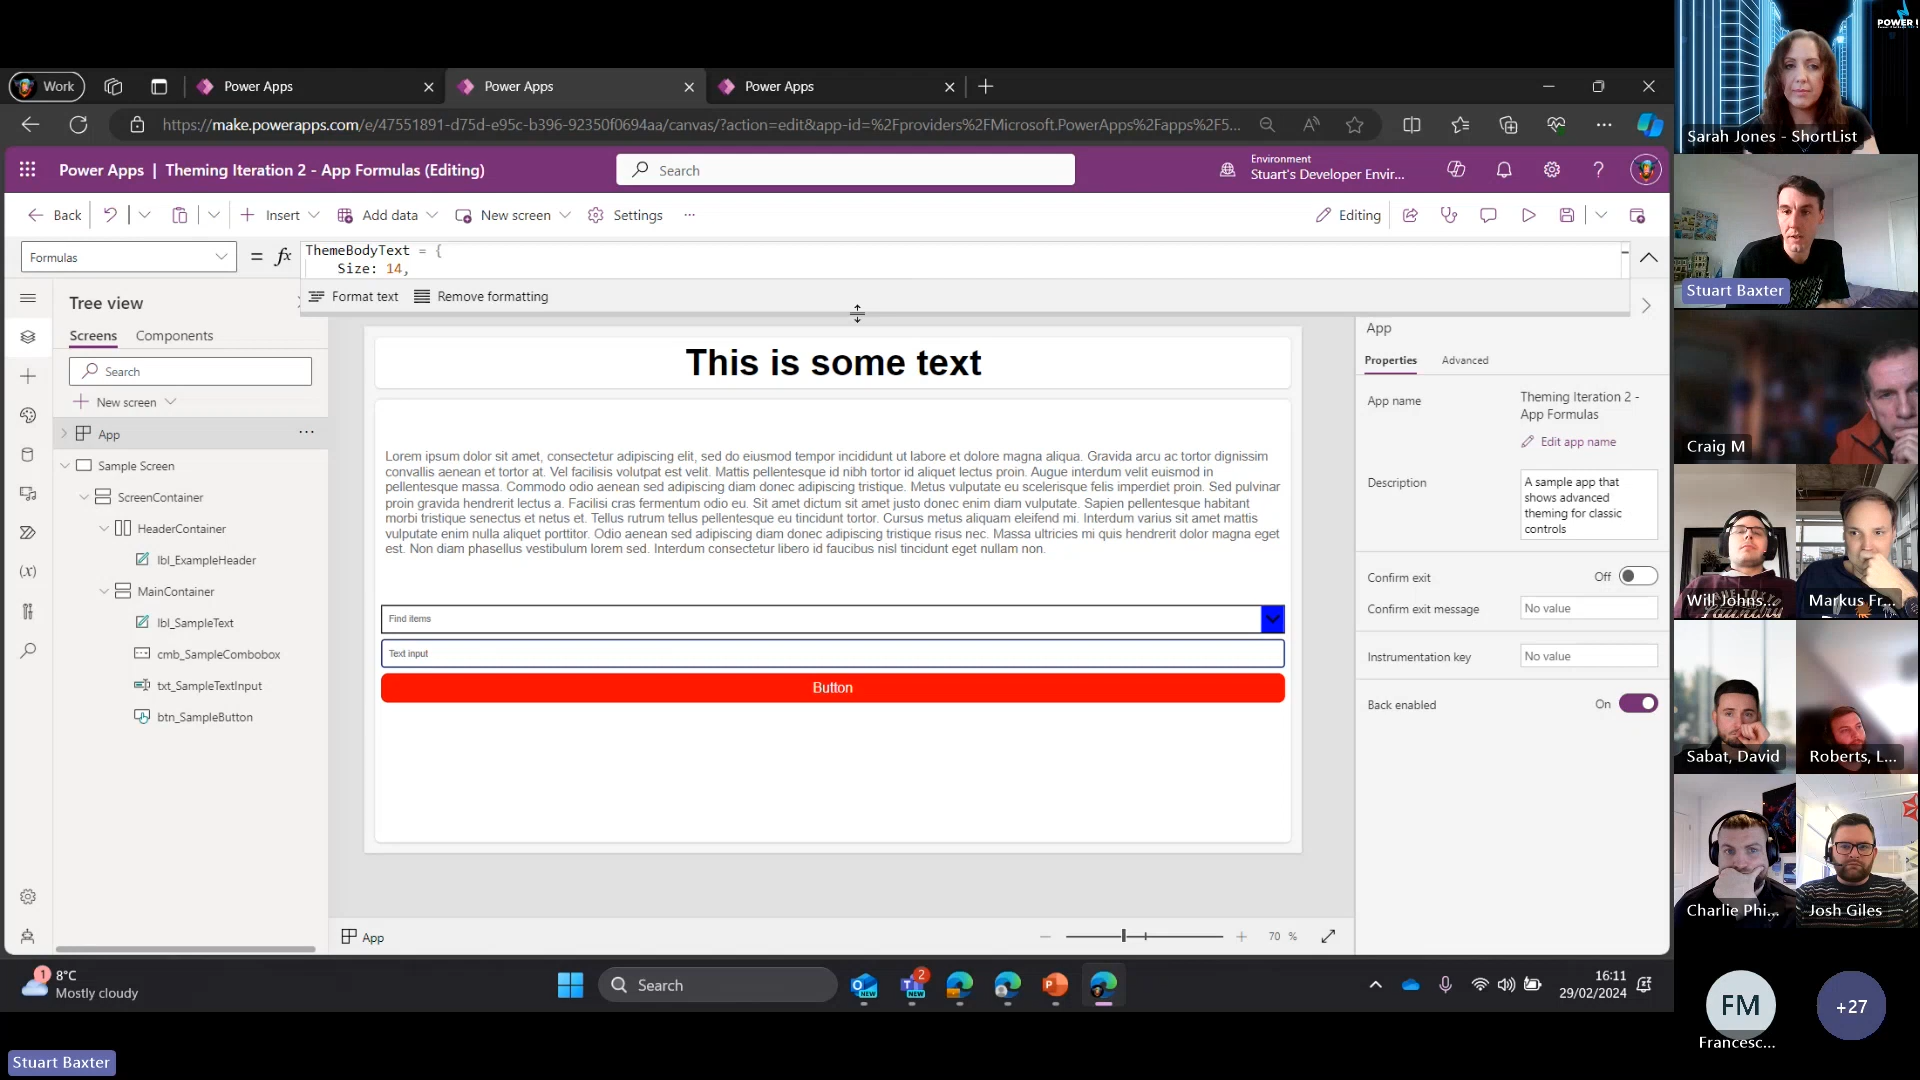 POWER
Work
Power Apps
Power Apps
Power Apps
https://make.powerapps.com/e/47551891-d75d-e95c-b396-92350f0694aa/canvas/?action=edit&app-id=%2Fproviders%2FMicrosoft.PowerApps%2Fapps%2F5...
Sarah Jones - ShortList
Power Apps | Theming Iteration 2 - App Formulas (Editing)
Search
Environment
Stuart's Developer Envir...
Back
Insert
Add data
New screen
Settings
Editing
Formulas
= fx
ThemeBodyText = {
Size: 14,
Format text
Remove formatting
Stuart Baxter
Tree view
Screens
Components
Search
New screen
App
Sample Screen
ScreenContainer
HeaderContainer
lbl_ExampleHeader
MainContainer
lbl_SampleText
cmb_SampleCombobox
txt_SampleTextInput
btn_SampleButton
This is some text
Lorem ipsum dolor sit amet, consectetur adipiscing elit, sed do eiusmod tempor incididunt ut labore et dolore magna aliqua. Gravida arcu ac tortor dignissim
convallis aenean et tortor at. Vel facilisis volutpat est velit. Mattis pellentesque id nibh tortor id aliquet lectus proin. Augue interdum velit euismod in
pellentesque massa. Commodo odio aenean sed adipiscing diam donec adipiscing tristique. Metus vulputate eu scelerisque felis imperdiet proin. Sed pulvinar
proin gravida hendrerit lectus a. Facilisi cras fermentum odio eu. Sit amet dictum sit amet justo donec enim diam vulputate. Sapien pellentesque habitant
morbi tristique senectus et netus et. Tellus rutrum tellus pellentesque eu tincidunt tortor. Cursus metus aliquam eleifend mi. Interdum varius sit amet mattis
vulputate enim nulla aliquet porttitor. Odio aenean sed adipiscing diam donec adipiscing tristique risus nec. Massa ultricies mi quis hendrerit dolor magna eget
est. Non diam phasellus vestibulum lorem sed. Interdum consectetur libero id faucibus nisl tincidunt eget nullam non.
Find items
Text input
Button
App
Properties
Advanced
App name
Theming Iteration 2 -
App Formulas
Edit app name
Description
A sample app that
shows advanced
theming for classic
controls
Confirm exit
Off
Confirm exit message
No value
Instrumentation key
No value
Back enabled
On
Craig M
Will Johns...
Markus Fr...
Sabat, David
Roberts, L...
Charlie Phi...
Josh Giles
FM
Francesc...
+27
App
70 %
1
8°C
Mostly cloudy
Search
NEW
2
NEW
16:11
29/02/2024
Stuart Baxter